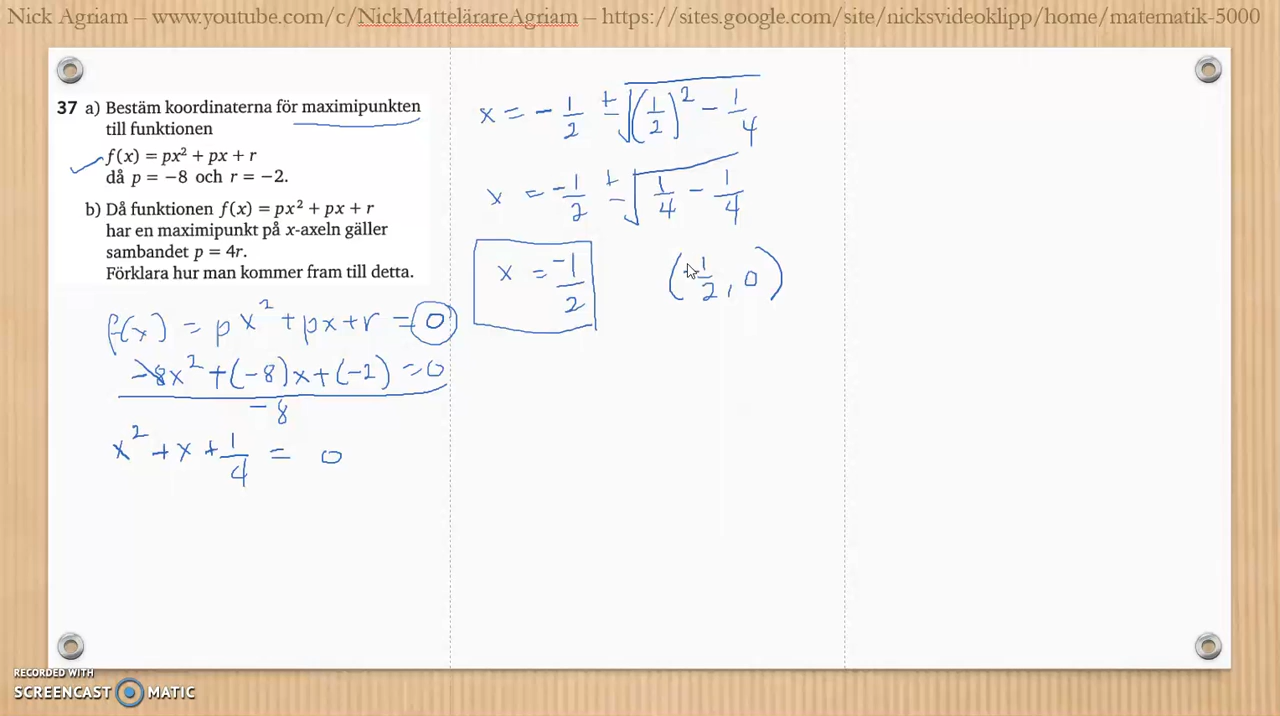 Nick Agriam – www.youtube.com/c/NickMattelärareAgriam – https://sites.google.com/site/nicksvideoklipp/home/matematik-5000
37 a) Bestäm koordinaterna för maximipunkten
till funktionen
f(x) = px² + px + r
då p = −8 och r = −2.
b) Då funktionen f(x) = px² + px + r
har en maximipunkt på x-axeln gäller
sambandet p = 4r.
Förklara hur man kommer fram till detta.
f(x) = px² + px + r = 0
−8x² + (−8)x + (−2) = 0
−8
x² + x + 1/4 = 0
x = −1/2 ± √((1/2)² − 1/4)
x = −1/2 ± √(1/4 − 1/4)
x = −1/2
(−1/2, 0)
RECORDED WITH
SCREENCAST MATIC